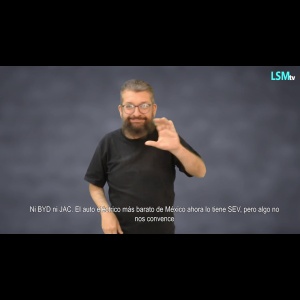 LSMtv
Ni BYD ni JAC. El auto eléctrico más barato de México ahora lo tiene SEV, pero algo no
nos convence